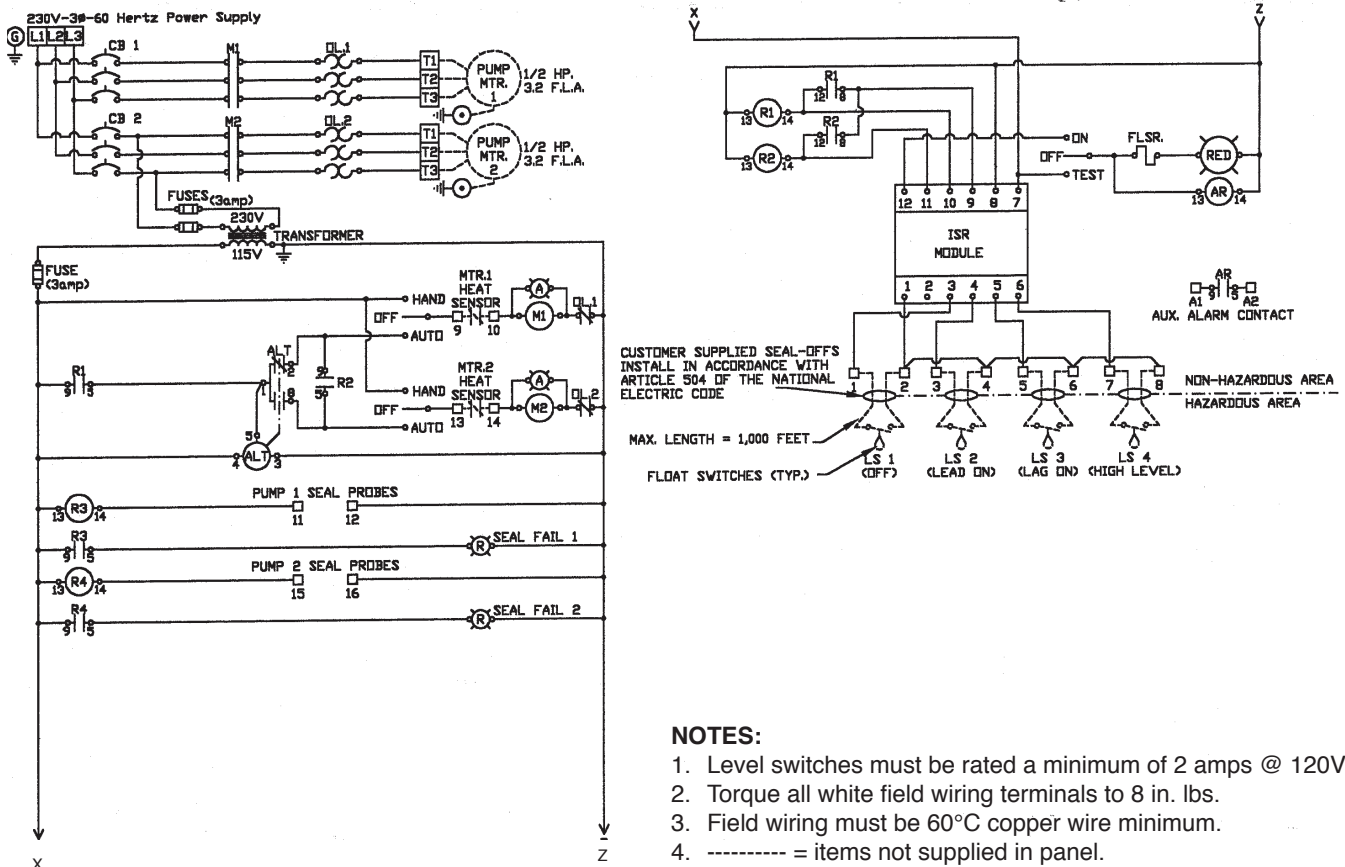 230V-3ø-60 Hertz Power Supply
G
L1 L2 L3
CB 1
M1
OL.1
T1
T2
T3
PUMP
MTR.
1
1/2 HP.
3.2 F.L.A.
CB 2
M2
OL.2
T1
T2
T3
PUMP
MTR.
2
1/2 HP.
3.2 F.L.A.
FUSES (3amp)
230V
TRANSFORMER
115V
FUSE
(3amp)
MTR.1
HEAT
SENSOR
HAND
OFF
AUTO
9 10
A
M1
OL.1
ALT
R1
9 5
1
2
8
9
5
R2
MTR.2
HEAT
SENSOR
HAND
OFF
AUTO
13 14
A
M2
OL.2
5
4 ALT 3
PUMP 1 SEAL PROBES
13 R3 14
11 12
R3
9 5
R SEAL FAIL 1
PUMP 2 SEAL PROBES
13 R4 14
15 16
R4
9 5
R SEAL FAIL 2
X
Z
X
Z
R1
12 8
13 R1 14
R2
12 8
13 R2 14
ON
OFF
TEST
FLSR.
RED
13 AR 14
12 11 10 9 8 7
ISR
MODULE
1 2 3 4 5 6
AR
A1 9 5 A2
AUX. ALARM CONTACT
CUSTOMER SUPPLIED SEAL-OFFS
INSTALL IN ACCORDANCE WITH
ARTICLE 504 OF THE NATIONAL
ELECTRIC CODE
1 2 3 4 5 6 7 8
NON-HAZARDOUS AREA
HAZARDOUS AREA
MAX. LENGTH = 1,000 FEET
FLOAT SWITCHES (TYP.)
LS 1
(OFF)
LS 2
(LEAD ON)
LS 3
(LAG ON)
LS 4
(HIGH LEVEL)
NOTES:
1. Level switches must be rated a minimum of 2 amps @ 120V
2. Torque all white field wiring terminals to 8 in. lbs.
3. Field wiring must be 60°C copper wire minimum.
4. ---------- = items not supplied in panel.